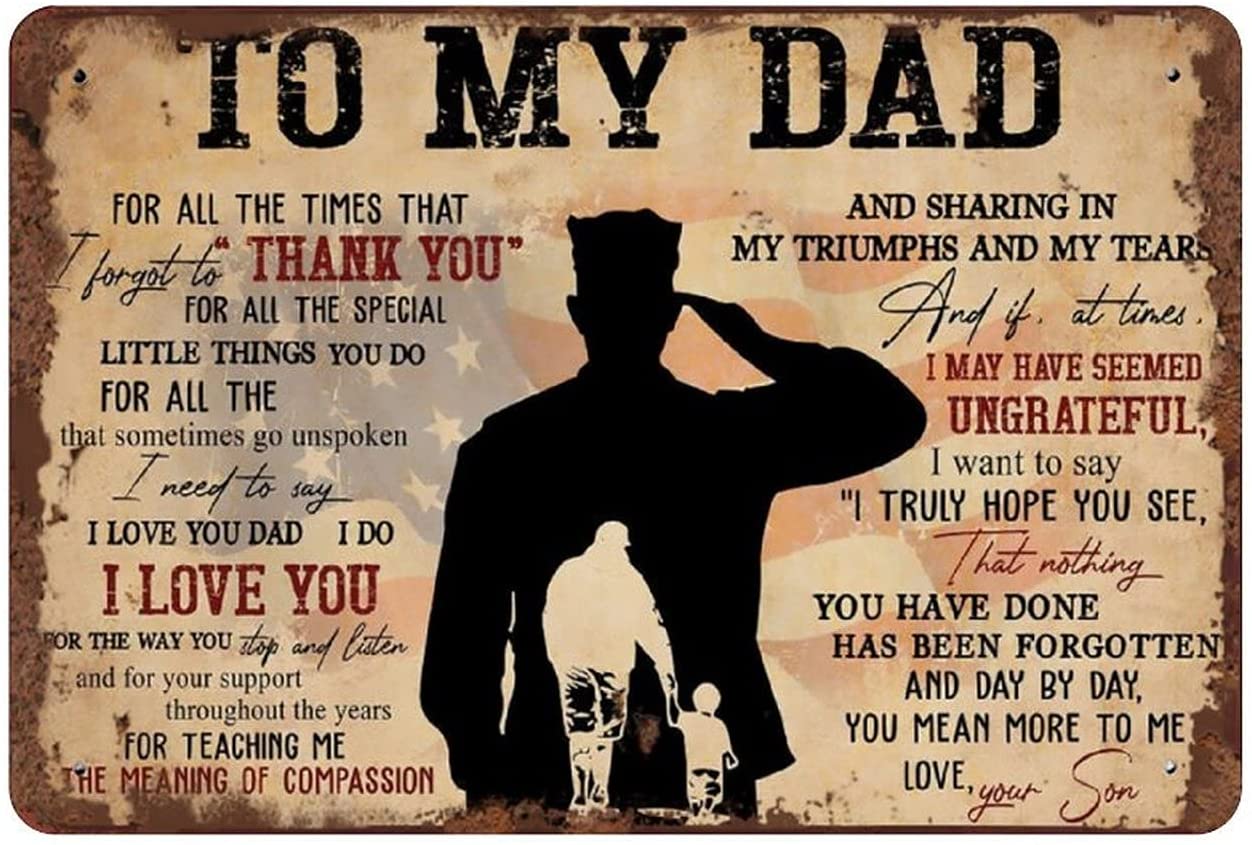 TO MY DAD
FOR ALL THE TIMES THAT
I forgot to “THANK YOU”
FOR ALL THE SPECIAL
LITTLE THINGS YOU DO
FOR ALL THE
that sometimes go unspoken
I need to say
I LOVE YOU DAD I DO
I LOVE YOU
FOR THE WAY YOU stop and listen
and for your support
throughout the years
FOR TEACHING ME
THE MEANING OF COMPASSION
AND SHARING IN
MY TRIUMPHS AND MY TEARS
And if, at times,
I MAY HAVE SEEMED
UNGRATEFUL,
I want to say
"I TRULY HOPE YOU SEE,
That nothing
YOU HAVE DONE
HAS BEEN FORGOTTEN
AND DAY BY DAY,
YOU MEAN MORE TO ME
LOVE, your Son